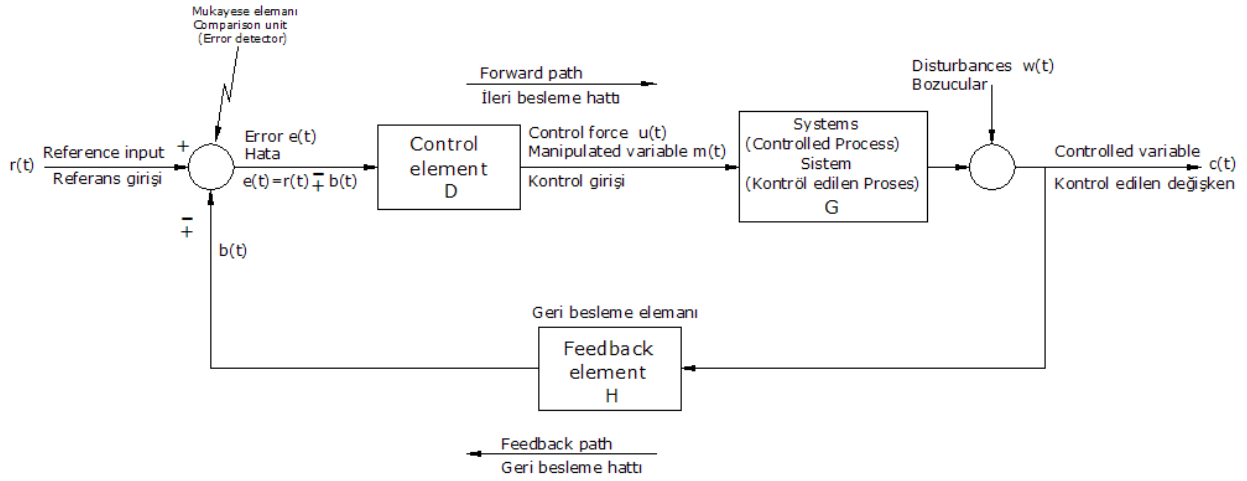 Mukayese elemanı
Comparison unit
(Error detector)
Forward path
İleri besleme hattı
Disturbances w(t)
Bozucular
r(t)
Reference input
Referans girişi
+
∓
Error e(t)
Hata
e(t)=r(t) ∓ b(t)
Control
element
D
Control force u(t)
Manipulated variable m(t)
Kontrol girişi
Systems
(Controlled Process)
Sistem
(Kontröl edilen Proses)
G
Controlled variable
Kontrol edilen değişken
c(t)
b(t)
Geri besleme elemanı
Feedback
element
H
Feedback path
Geri besleme hattı